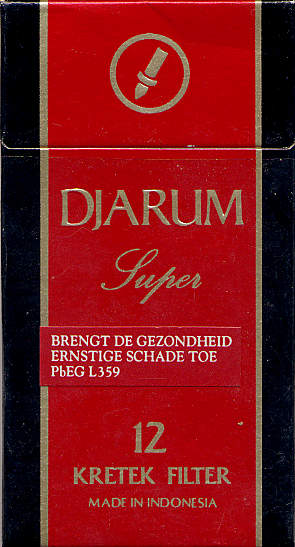 DJARUM
Super
BRENGT DE GEZONDHEID
ERNSTIGE SCHADE TOE
PbEG L359
12
KRETEK FILTER
MADE IN INDONESIA